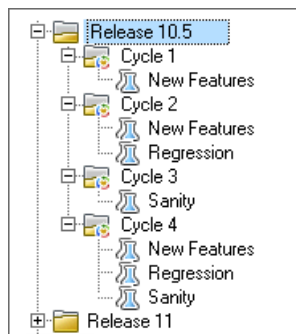 Release 10.5
Cycle 1
New Features
Cycle 2
New Features
Regression
Cycle 3
Sanity
Cycle 4
New Features
Regression
Sanity
Release 11